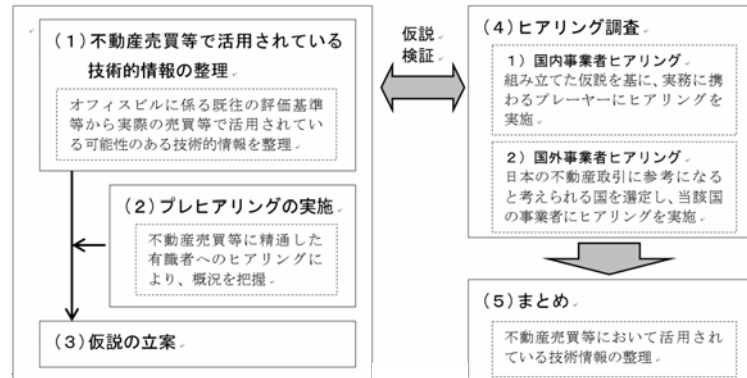 (1)不動産売買等で活用されている
技術的情報の整理
オフィスビルに係る既往の評価基準
等から実際の売買等で活用されてい
る可能性のある技術的情報を整理
(2)プレヒアリングの実施
不動産売買等に精通した
有識者へのヒアリングに
より、概況を把握
(3)仮説の立案
仮説
検証
(4)ヒアリング調査
1)国内事業者ヒアリング
組み立てた仮説を基に、実務に携
わるプレーヤーにヒアリングを
実施
2)国外事業者ヒアリング
日本の不動産取引に参考になる
と考えられる国を選定し、当該国
の事業者にヒアリングを実施
(5)まとめ
不動産売買等において活用され
ている技術情報の整理